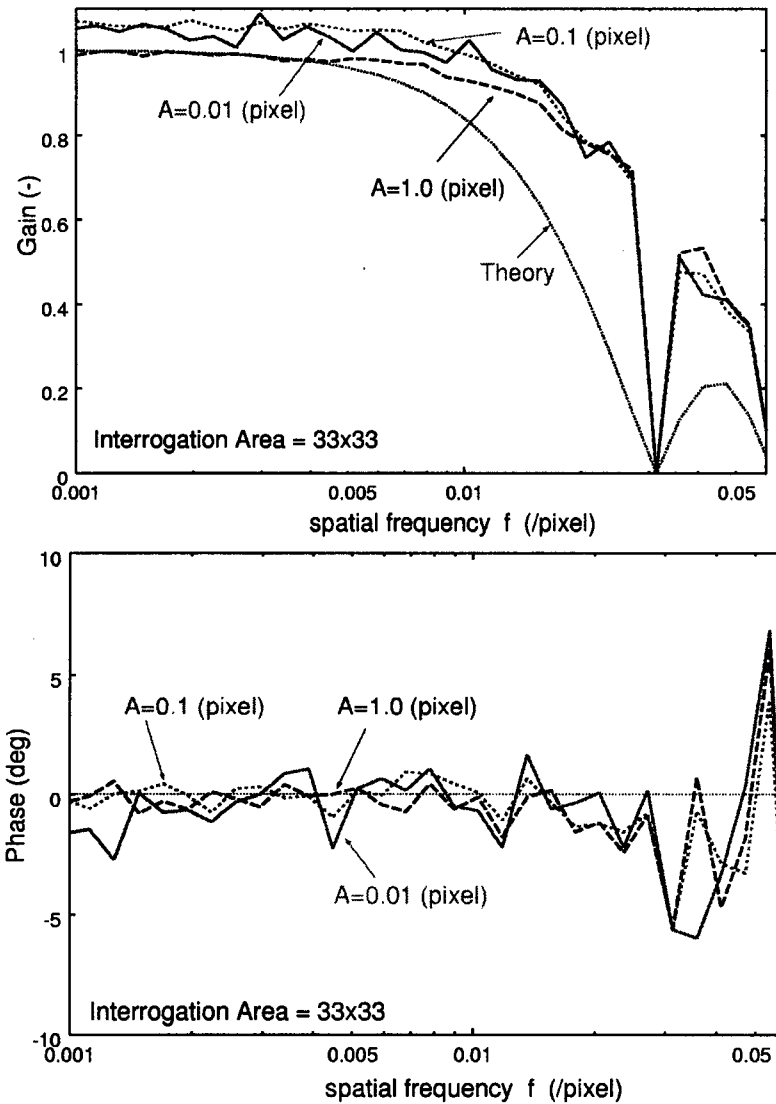 1
0.8
0.6
0.4
0.2
0
Gain (-)
A=0.1 (pixel)
A=0.01 (pixel)
A=1.0 (pixel)
Theory
Interrogation Area = 33x33
0.001
0.005
0.01
0.05
spatial frequency f (/pixel)
10
5
0
-5
-10
Phase (deg)
A=0.1 (pixel)
A=1.0 (pixel)
A=0.01 (pixel)
Interrogation Area = 33x33
0.001
0.005
0.01
0.05
spatial frequency f (/pixel)